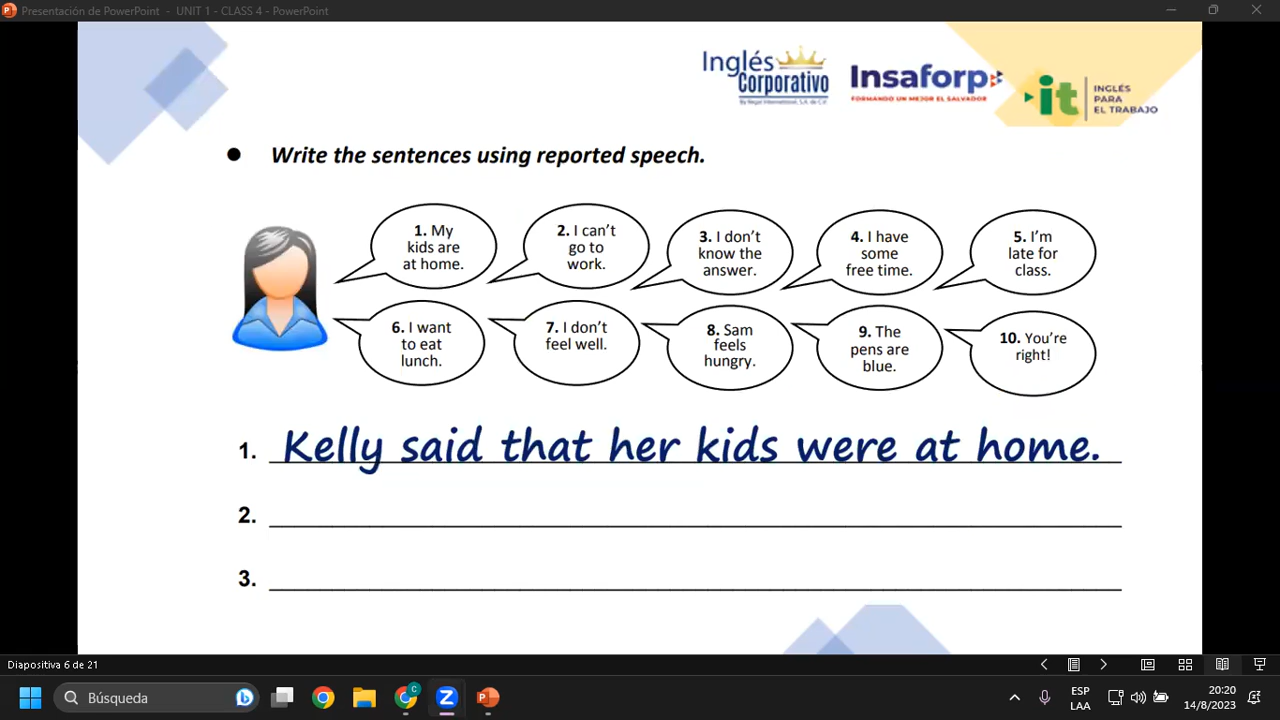 Presentación de PowerPoint - UNIT 1 - CLASS 4 - PowerPoint
Inglés
Corporativo
By Regal International, S.A. de C.V.
Insaforp
FORMANDO UN MEJOR EL SALVADOR
it
INGLÉS
PARA
EL TRABAJO
● Write the sentences using reported speech.
1. My
kids are
at home.
2. I can't
go to
work.
3. I don't
know the
answer.
4. I have
some
free time.
5. I'm
late for
class.
6. I want
to eat
lunch.
7. I don't
feel well.
8. Sam
feels
hungry.
9. The
pens are
blue.
10. You're
right!
1. Kelly said that her kids were at home.
2.
3.
Diapositiva 6 de 21
Búsqueda
ESP
LAA
20:20
14/8/2023